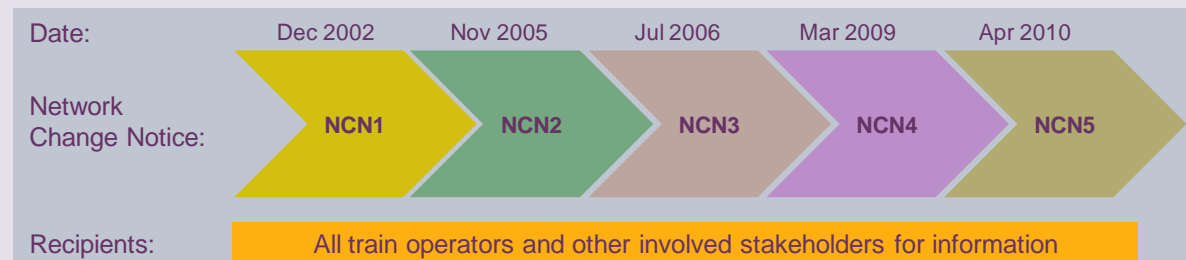 Date: Dec 2002 Nov 2005 Jul 2006 Mar 2009 Apr 2010
Network
Change Notice: NCN1 NCN2 NCN3 NCN4 NCN5
Recipients: All train operators and other involved stakeholders for information